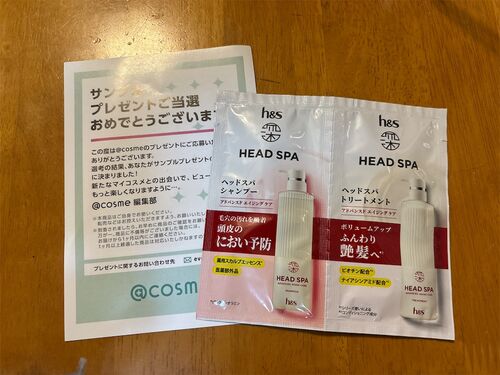 サンプル
プレゼントご当選
おめでとうございます
この度は@cosmeのプレゼントにご応募い
ありがとうございます。
選考の結果、あなたがサンプルプレゼントの
に決まりました!
新たなマイコスメとの出会いで、ビュー
もっと楽しくなりますように…。
@cosme 編集部
プレゼントに関するお問い合わせ先
@cosme
h&s
HEAD SPA
ヘッドスパ
シャンプー
アドバンスド エイジング ケア
毛穴の汚れを吸着
頭皮の
におい予防
薬用スカルプエッセンス
医薬部外品
HEAD SPA
h&s
h&s
HEAD SPA
ヘッドスパ
トリートメント
アドバンスド エイジング ケア
ボリュームアップ
ふんわり
艶髪へ
ビオチン配合
ナイアシンアミド配合
HEAD SPA
h&s